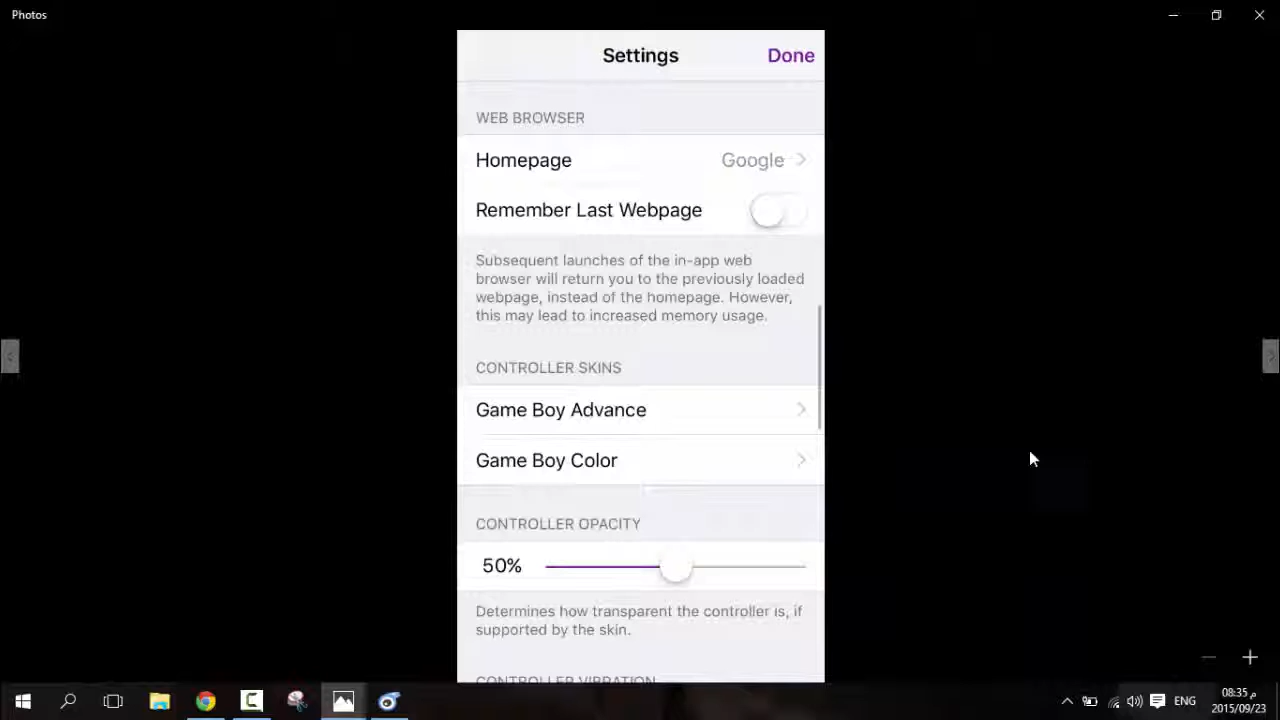 Photos
Settings
Done
WEB BROWSER
Homepage
Google
Remember Last Webpage
Subsequent launches of the in-app web
browser will return you to the previously loaded
webpage, instead of the homepage. However,
this may lead to increased memory usage.
CONTROLLER SKINS
Game Boy Advance
Game Boy Color
CONTROLLER OPACITY
50%
Determines how transparent the controller is, if
supported by the skin.
CONTROLLER VIBRATION
ENG
08:35 م
2015/09/23